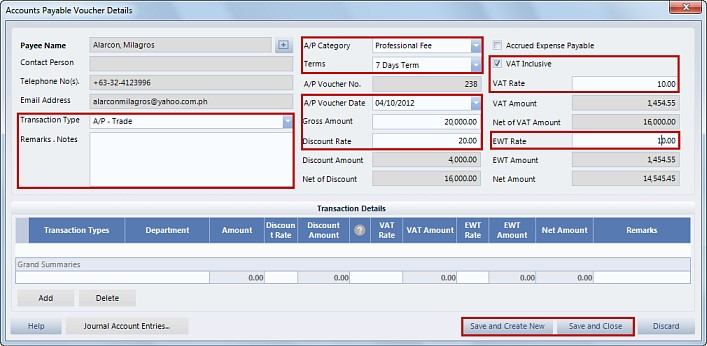 Accounts Payable Voucher Details
Payee Name Alarcon, Milagros
Contact Person
Telephone No(s). +63-32-4123996
Email Address alarconmilagros@yahoo.com.ph
Transaction Type A/P - Trade
Remarks . Notes
A/P Category Professional Fee
Terms 7 Days Term
A/P Voucher No. 238
A/P Voucher Date 04/10/2012
Gross Amount 20,000.00
Discount Rate 20.00
Discount Amount 4,000.00
Net of Discount 16,000.00
Accrued Expense Payable
VAT Inclusive
VAT Rate 10.00
VAT Amount 1,454.55
Net of VAT Amount 16,000.00
EWT Rate 10.00
EWT Amount 1,454.55
Net Amount 14,545.45
Transaction Details
Transaction Types Department Amount Discoun t Rate Discount Amount ? VAT Rate VAT Amount EWT Rate EWT Amount Net Amount Remarks
Grand Summaries
0.00 0.00 0.00 0.00 0.00
Add Delete
Help Journal Account Entries... Save and Create New Save and Close Discard